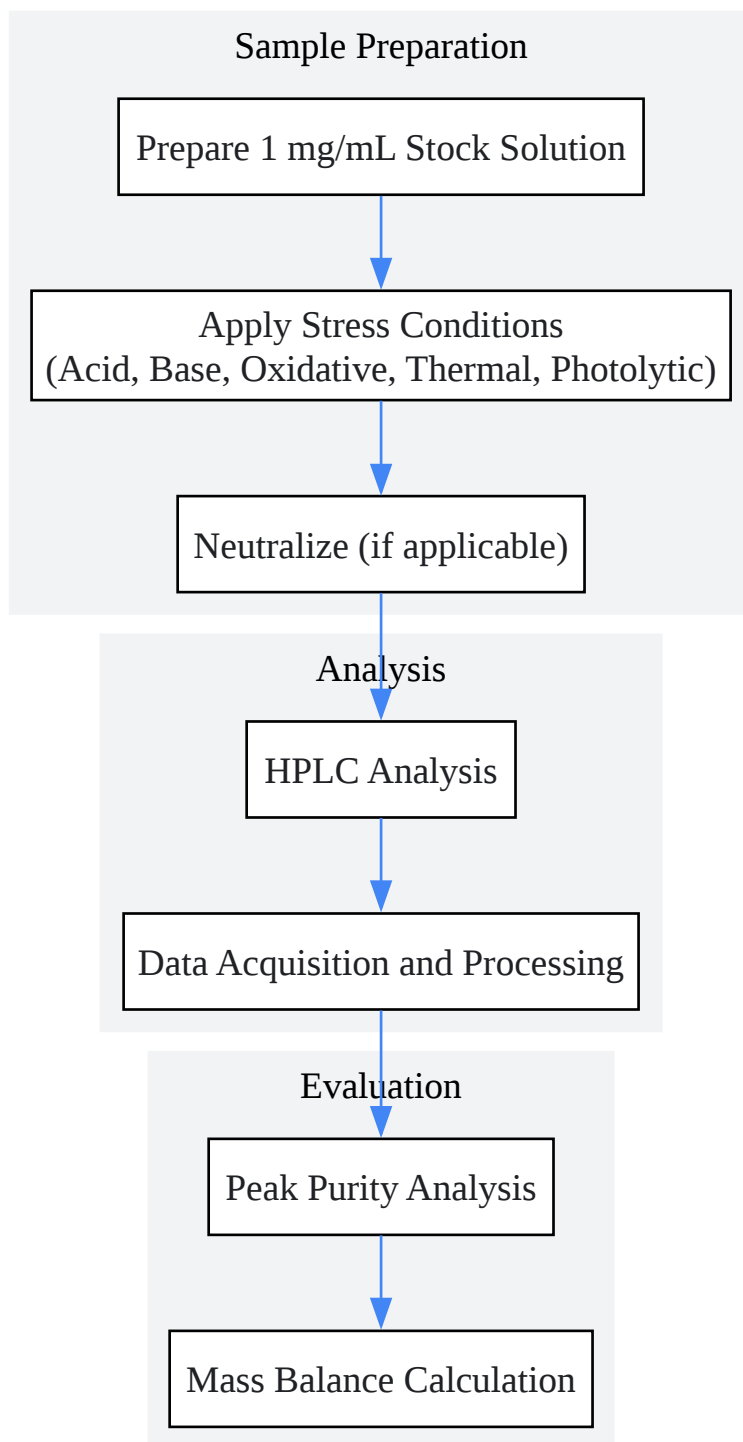 Sample Preparation
Prepare 1 mg/mL Stock Solution
Apply Stress Conditions
(Acid, Base, Oxidative, Thermal, Photolytic)
Neutralize (if applicable)
Analysis
HPLC Analysis
Data Acquisition and Processing
Evaluation
Peak Purity Analysis
Mass Balance Calculation